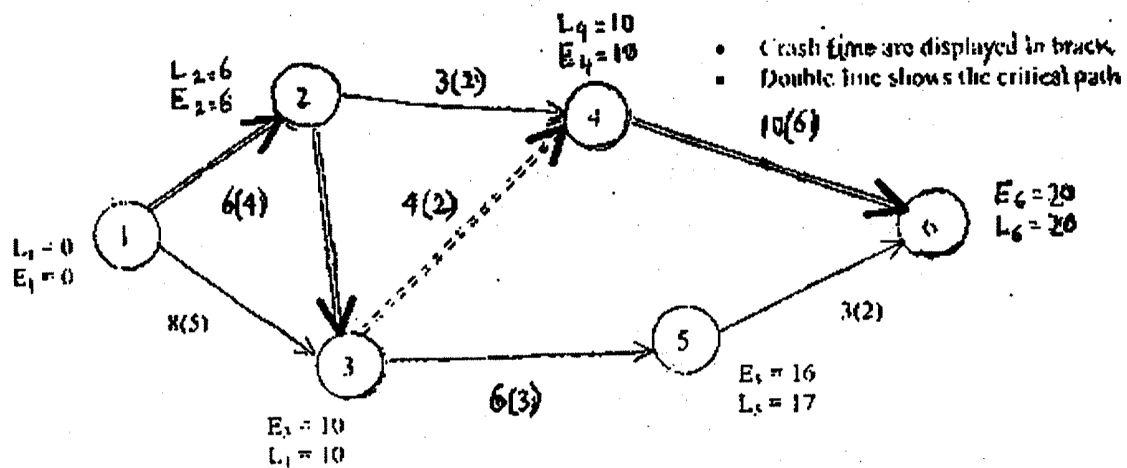 L₄=10
E₄=10
• Crash time are displayed in brack
▪ Double line shows the critical path
L₂=6
E₂=6
2
3(2)
4
10(6)
6(4)
4(2)
E₆=20
L₆=20
1
L₁=0
E₁=0
8(5)
3
5
3(2)
6(3)
E₅ = 16
L₅ = 17
E₃ = 10
L₁ = 10